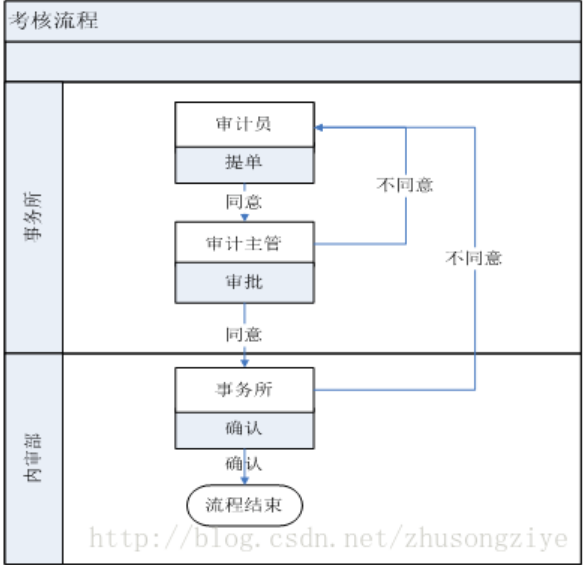 考核流程
事务所
审计员
提单
同意
不同意
审计主管
审批
不同意
同意
内审部
事务所
确认
确认
流程结束
http://blog.csdn.net/zhusongziye